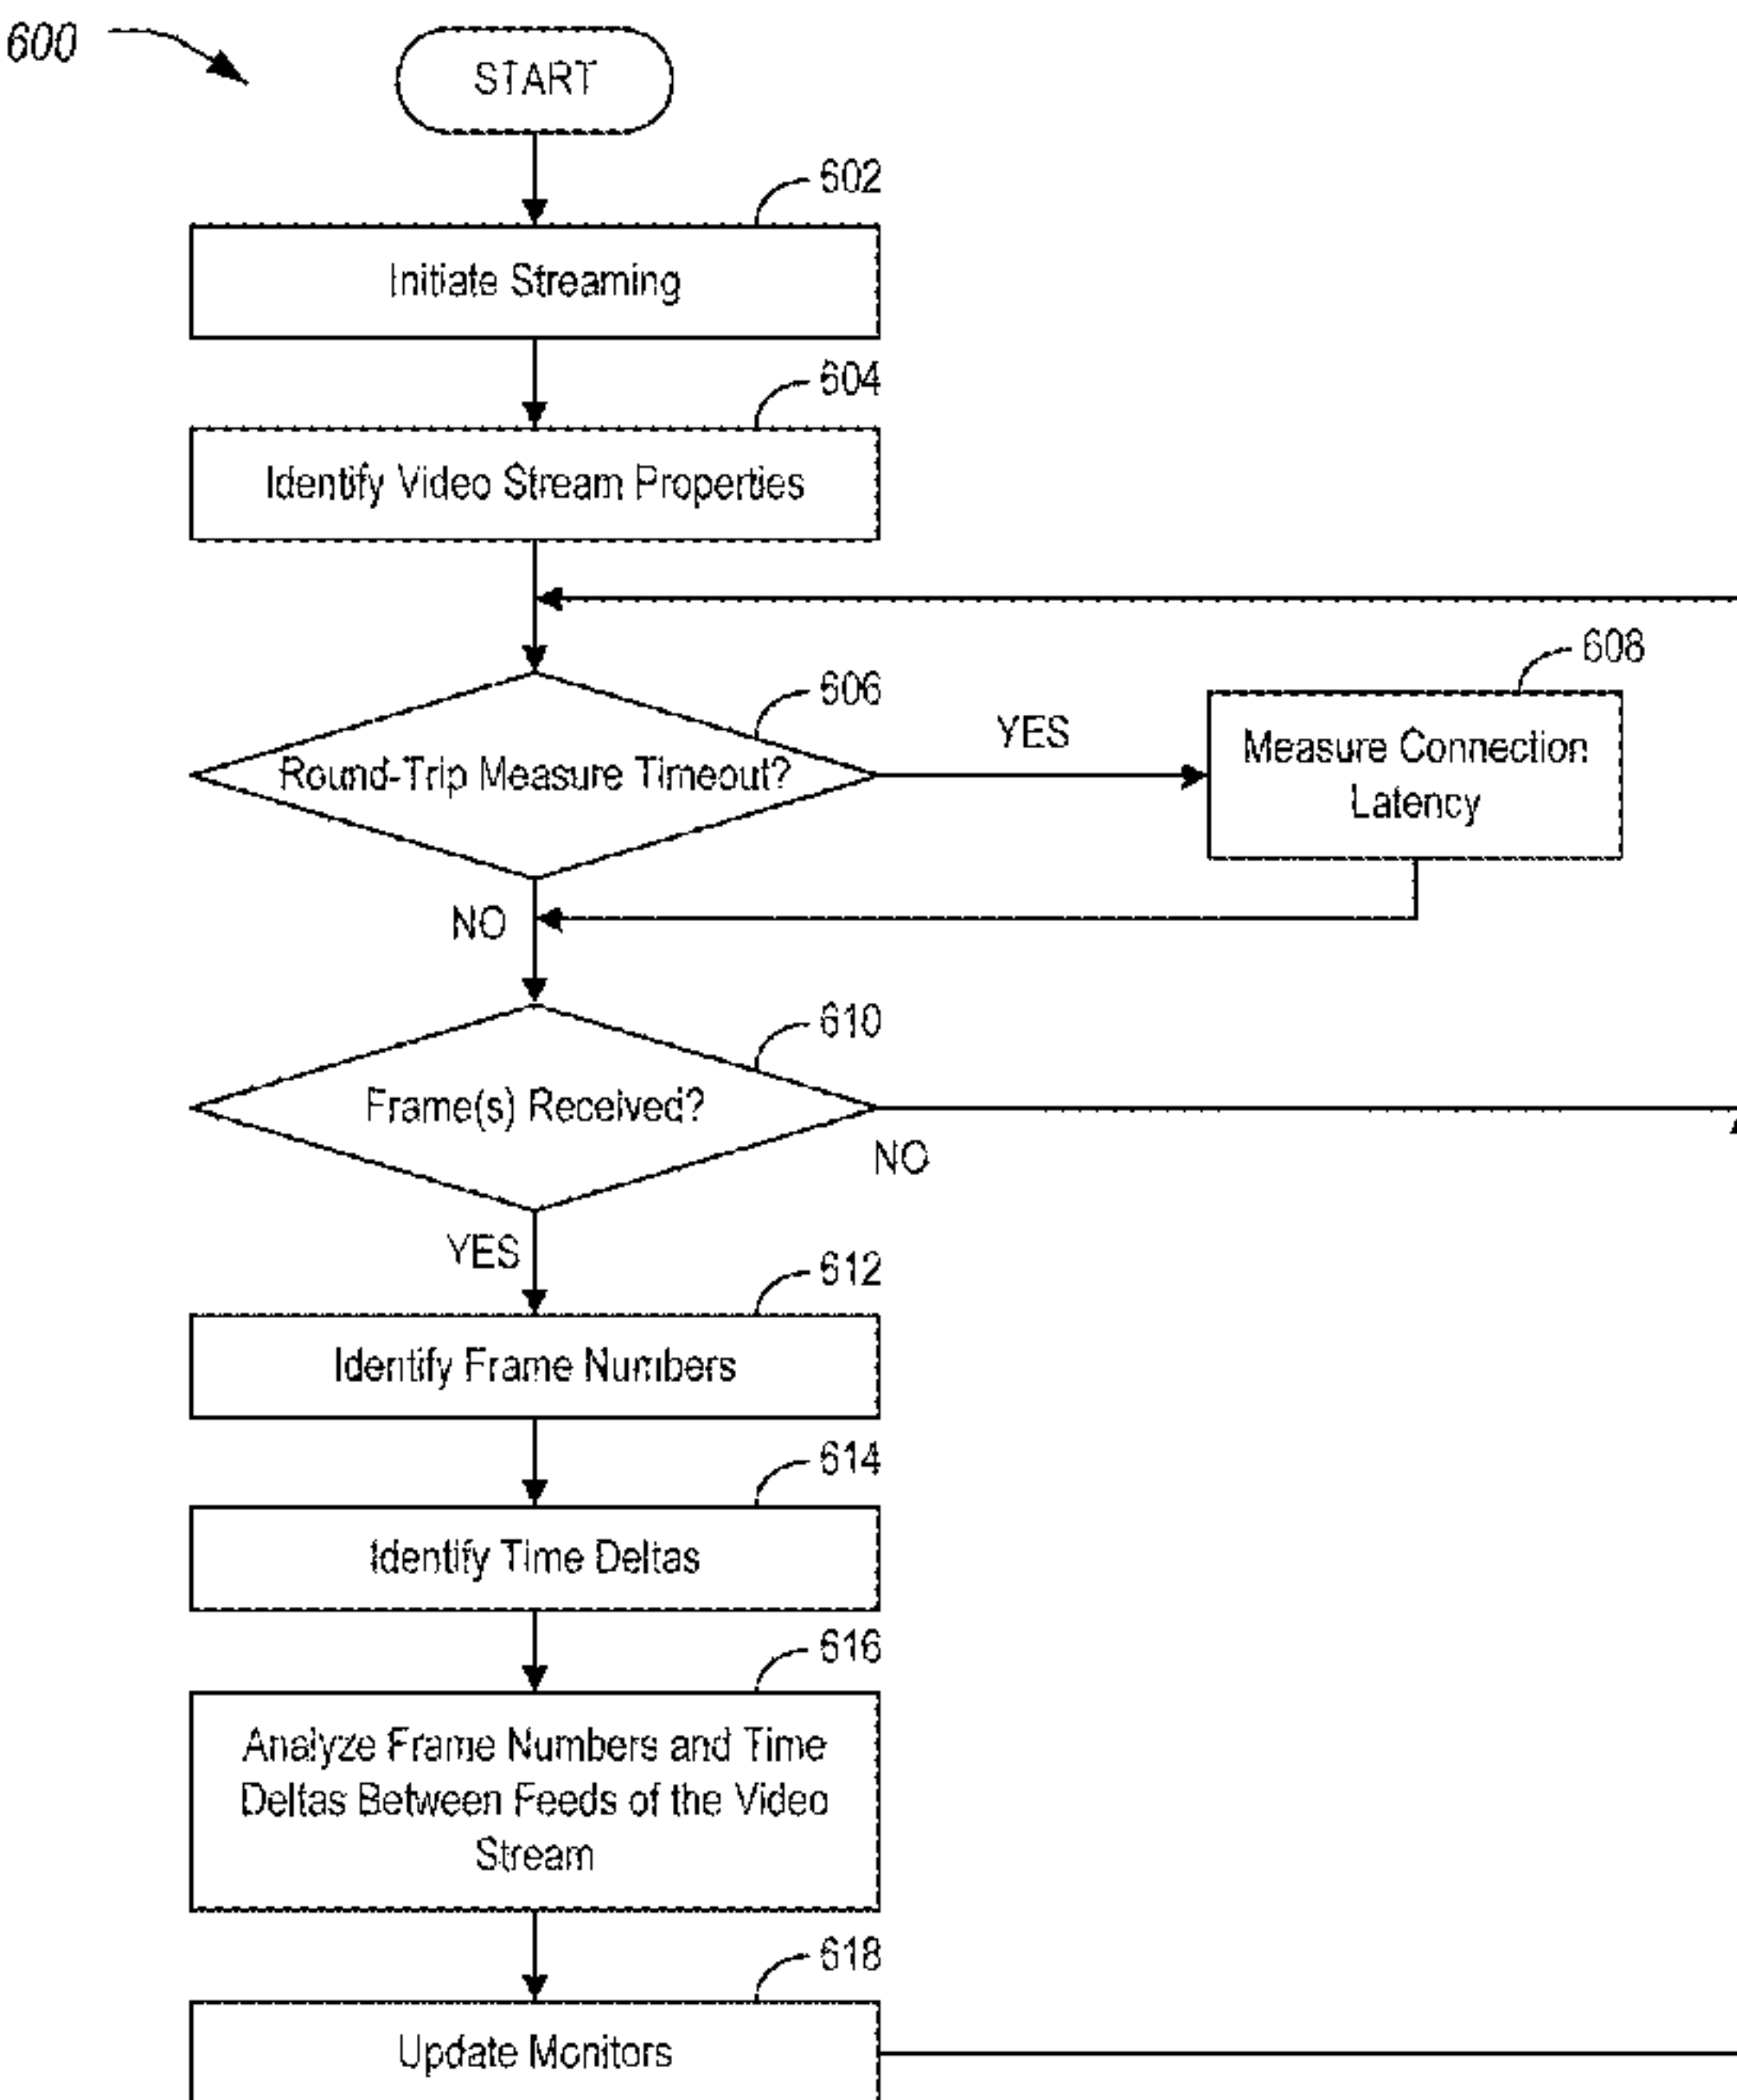 600
START
602
Initiate Streaming
604
Identify Video Stream Properties
606
Round-Trip Measure Timeout?
YES
608
Measure Connection
Latency
NO
610
Frame(s) Received?
NO
YES
612
Identify Frame Numbers
614
Identify Time Deltas
616
Analyze Frame Numbers and Time
Deltas Between Feeds of the Video
Stream
618
Update Monitors